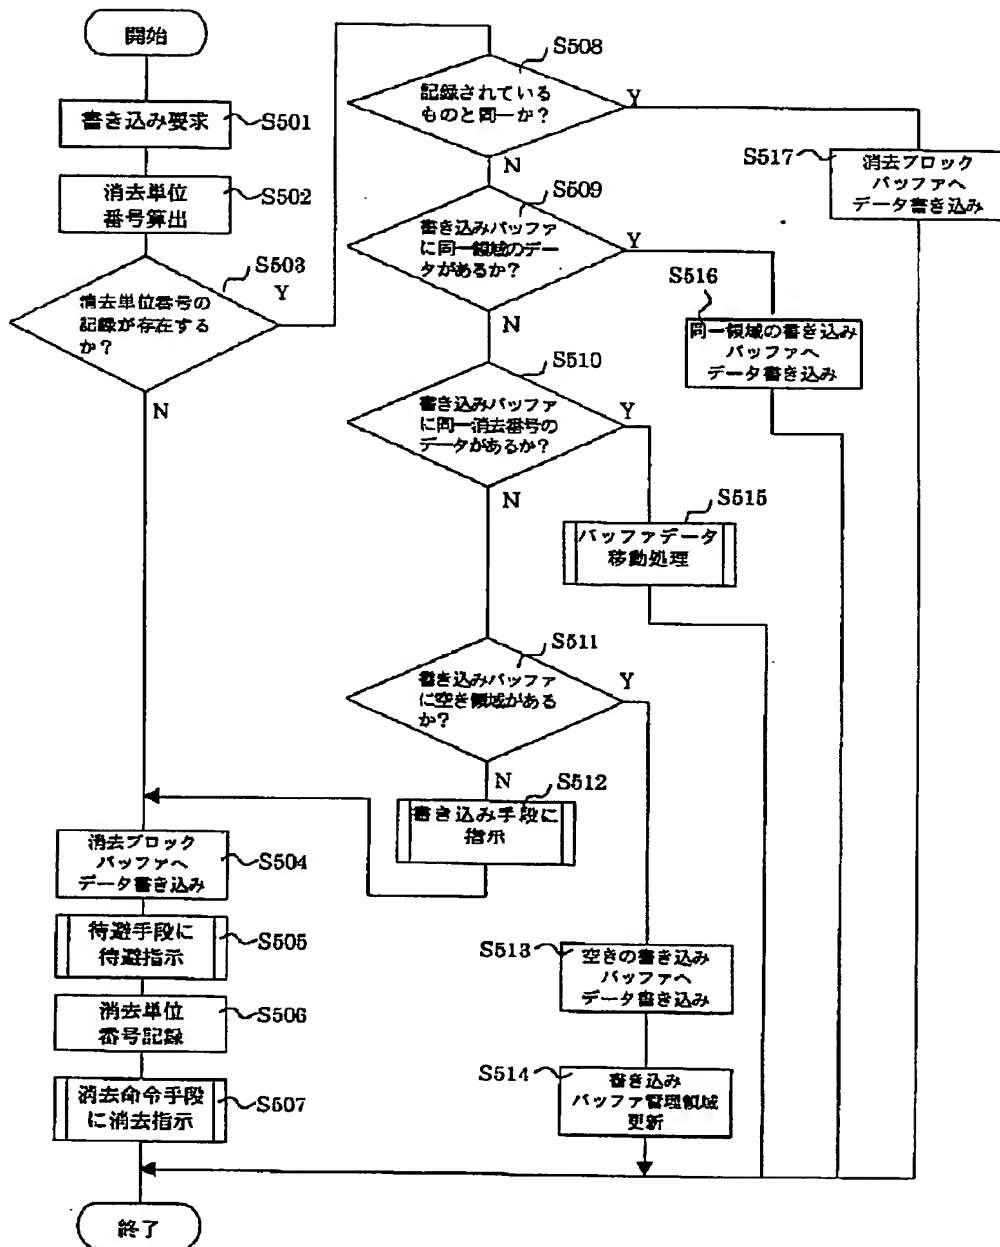 開始
書き込み要求
S501
消去単位
番号算出
S502
消去単位番号の
記録が存在する
か?
S503
Y
N
記録されている
ものと同一か?
S508
Y
N
書き込みバッファ
に同一領域のデー
タがあるか?
S509
Y
N
書き込みバッファ
に同一消去番号の
データがあるか?
S510
Y
N
書き込みバッファ
に空き領域がある
か?
S511
Y
N
書き込み手段に
指示
S512
消去ブロック
バッファへ
データ書き込み
S504
待避手段に
待避指示
S505
消去単位
番号記録
S506
消去命令手段
に消去指示
S507
終了
S513
空きの書き込み
バッファへ
データ書き込み
S514
書き込み
バッファ管理領域
更新
S515
バッファデータ
移動処理
S516
同一領域の書き込み
バッファへ
データ書き込み
S517
消去ブロック
バッファへ
データ書き込み